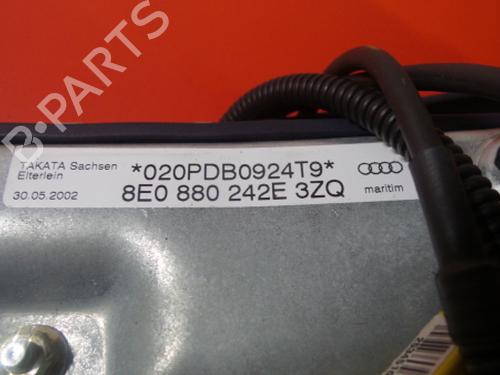 B-PARTS
TAKATA Sachsen
Elterlein
30.05.2002
*020PDB0924T9*
8E0 880 242E 3ZQ
maritim